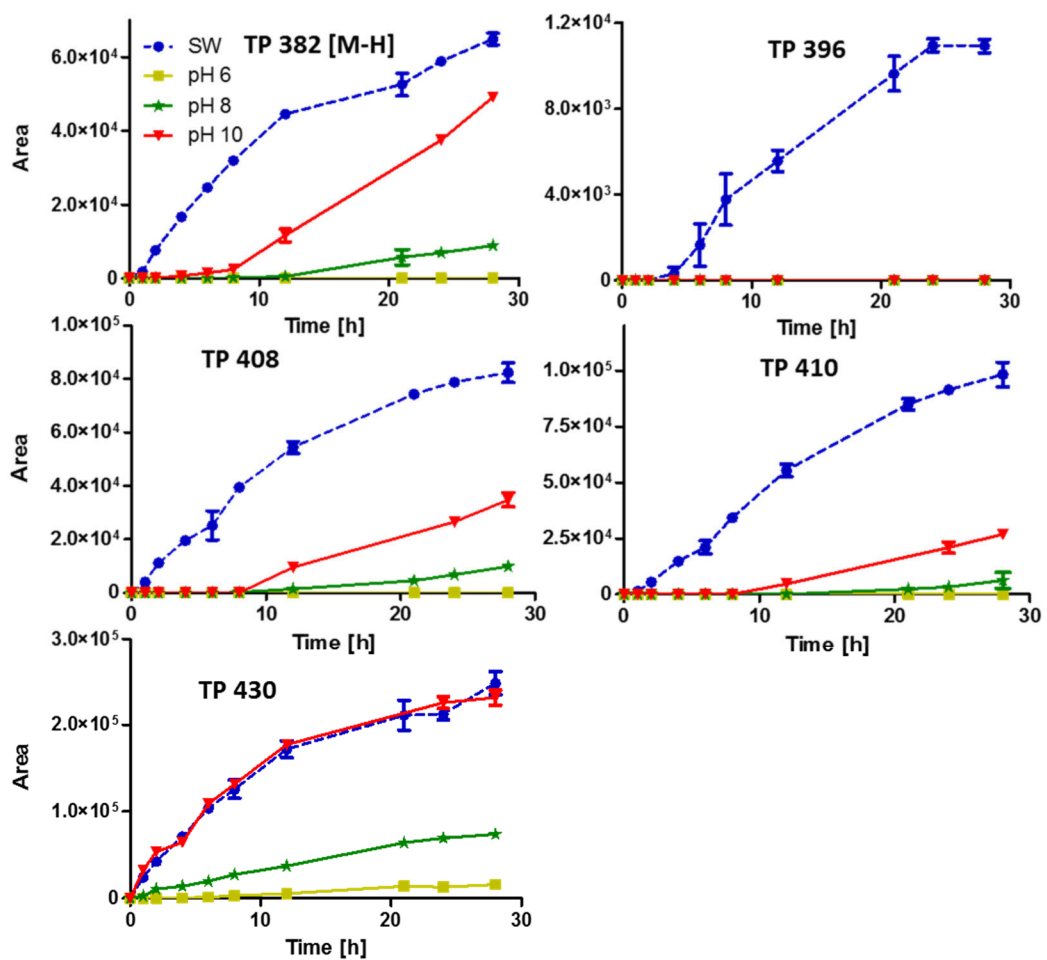 TP 382 [M-H]
SW
pH 6
pH 8
pH 10
6.0×10⁴
4.0×10⁴
2.0×10⁴
0
Area
0 10 20 30
Time [h]
TP 396
1.2×10⁴
8.0×10³
4.0×10³
0
0 10 20 30
Time [h]
TP 408
1.0×10⁵
8.0×10⁴
6.0×10⁴
4.0×10⁴
2.0×10⁴
0
Area
0 10 20 30
Time [h]
TP 410
1.0×10⁵
7.5×10⁴
5.0×10⁴
2.5×10⁴
0
0 10 20 30
Time [h]
TP 430
3.0×10⁵
2.0×10⁵
1.0×10⁵
0
Area
0 10 20 30
Time [h]